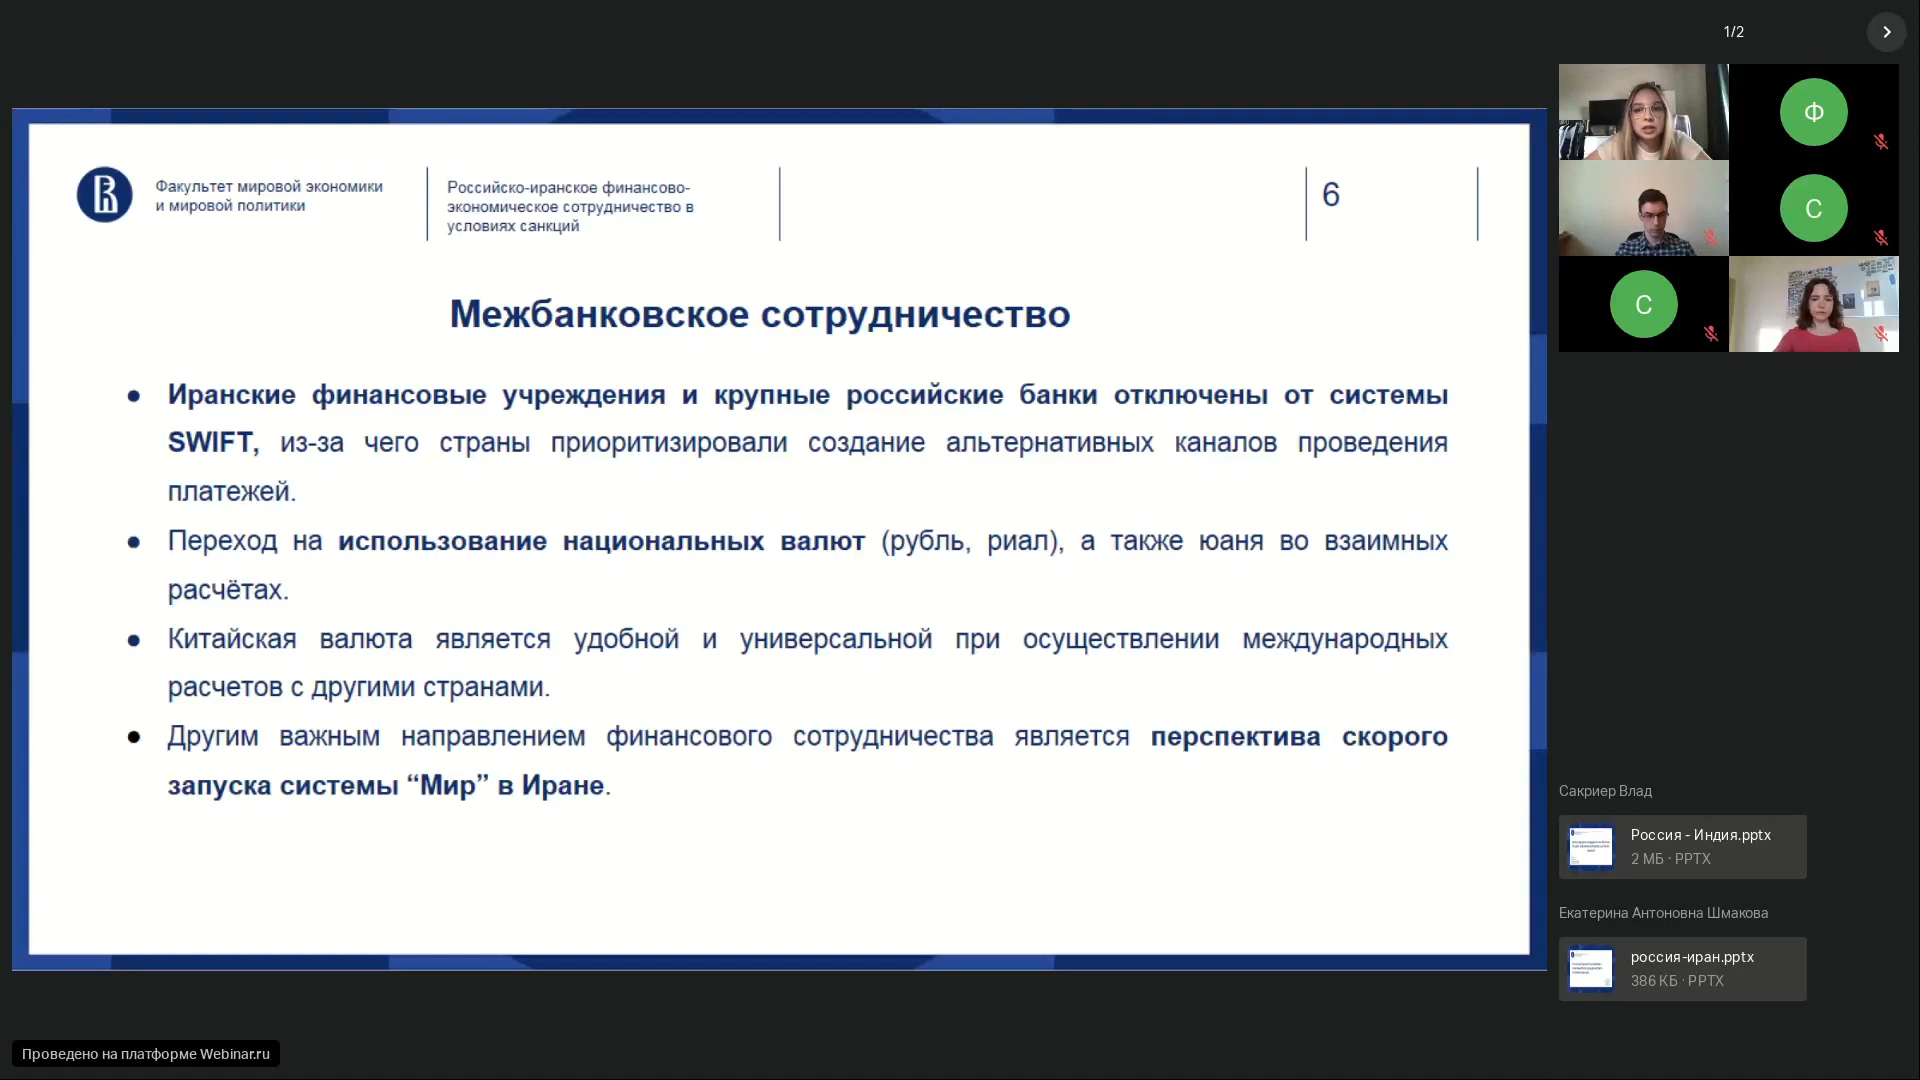 1/2
Факультет мировой экономики
и мировой политики
Российско-иранское финансово-
экономическое сотрудничество в
условиях санкций
6
Межбанковское сотрудничество
● Иранские финансовые учреждения и крупные российские банки отключены от системы
SWIFT, из-за чего страны приоритизировали создание альтернативных каналов проведения
платежей.
● Переход на использование национальных валют (рубль, риал), а также юаня во взаимных
расчётах.
● Китайская валюта является удобной и универсальной при осуществлении международных
расчетов с другими странами.
● Другим важным направлением финансового сотрудничества является перспектива скорого
запуска системы “Мир” в Иране.
Ф
С
С
Сакриер Влад
Россия - Индия.pptx
2 МБ · PPTX
Екатерина Антоновна Шмакова
россия-иран.pptx
386 КБ · PPTX
Проведено на платформе Webinar.ru